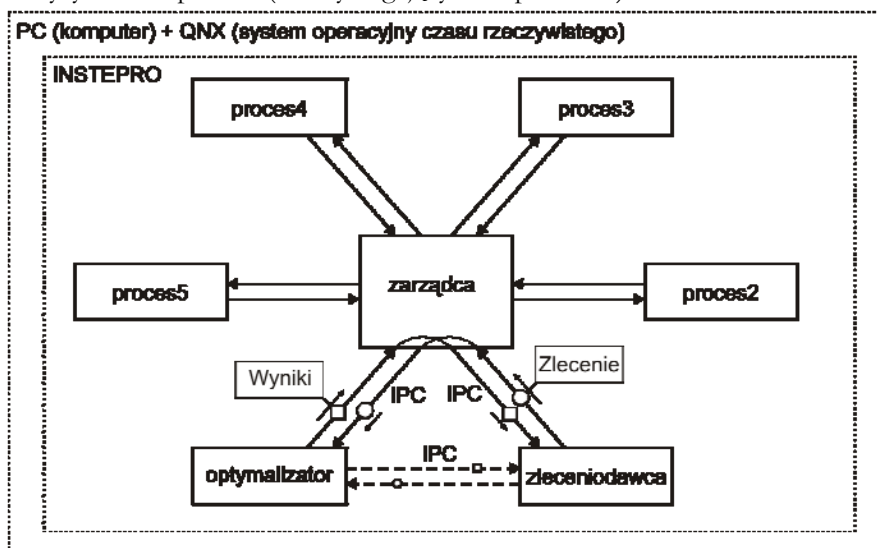 PC (komputer) + QNX (system operacyjny czasu rzeczywistego)
INSTEPRO
proces4
proces3
zarządca
proces5
proces2
Wyniki
Zlecenie
IPC
IPC
IPC
optymalizator
zleceniodawca